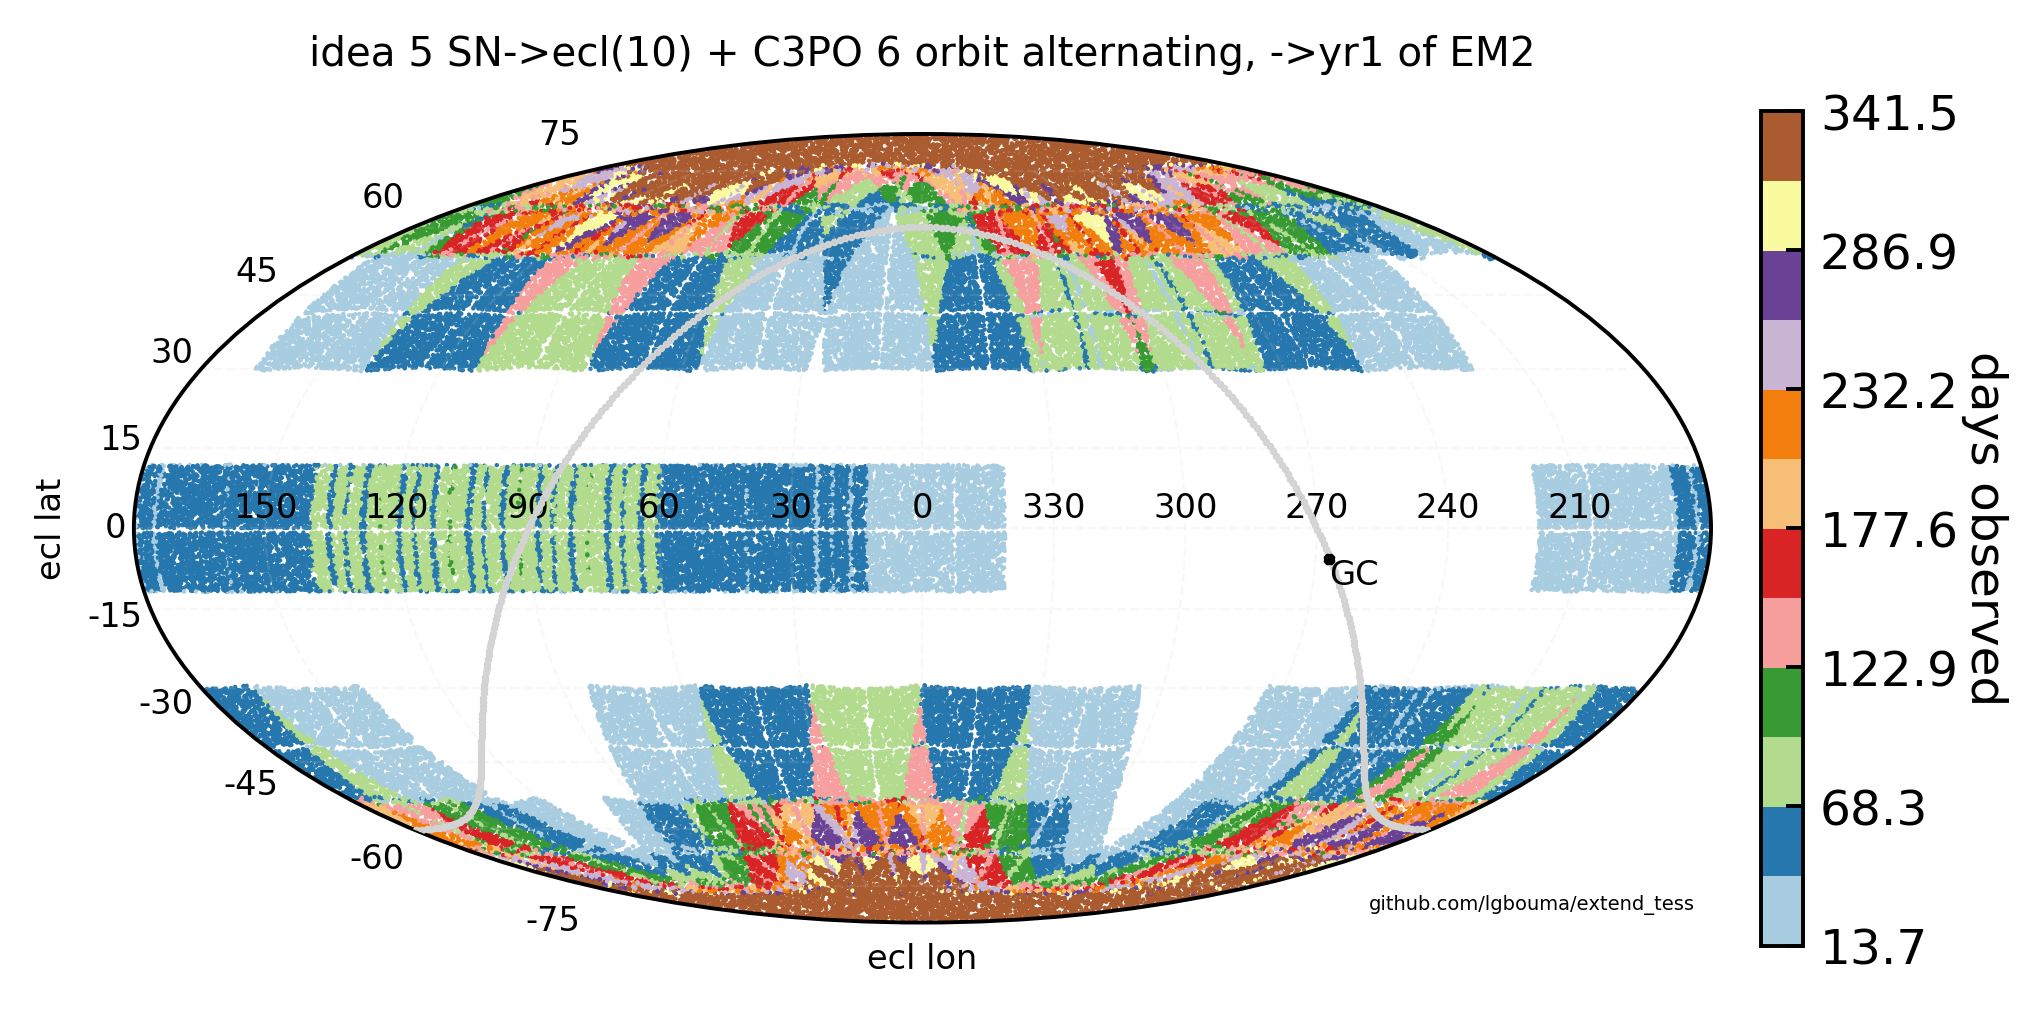 idea 5 SN->ecl(10) + C3PO 6 orbit alternating, ->yr1 of EM2
75
60
45
30
15
0
-15
-30
-45
-60
-75
ecl lat
150 120 90 60 30 0 330 300 270 240 210
GC
github.com/lgbouma/extend_tess
ecl lon
341.5
286.9
232.2
177.6
122.9
68.3
13.7
days observed